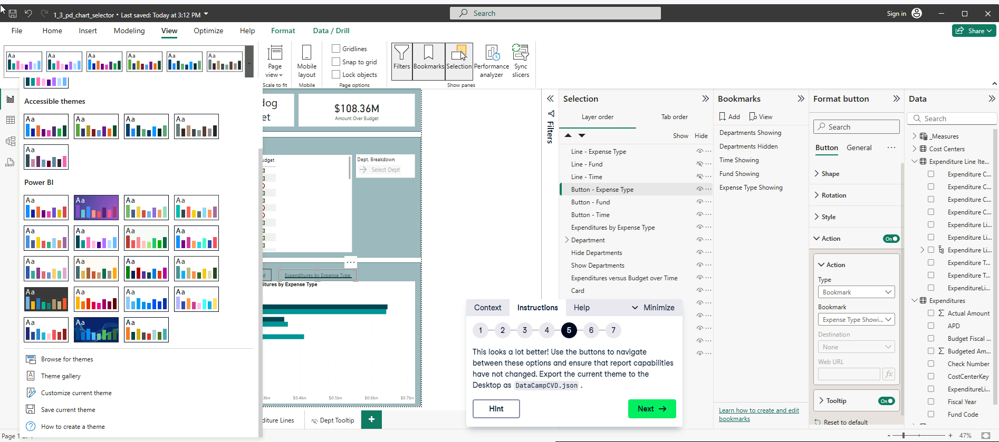 1_3_pd_chart_selector • Last saved: Today at 3:12 PM
Search
Sign in
File Home Insert Modeling View Optimize Help Format Data / Drill
Share
Aa Aa Aa Aa Aa Aa
Page view
Scale to fit
Mobile layout
Mobile
Gridlines
Snap to grid
Lock objects
Page options
Filters
Bookmarks
Selection
Performance analyzer
Sync slicers
Show panes
Accessible themes
Aa Aa Aa Aa
Aa
Power BI
Aa Aa Aa Aa
Aa Aa Aa Aa
Aa Aa Aa Aa
Aa Aa Aa Aa
Aa Aa Aa
Browse for themes
Theme gallery
Customize current theme
Save current theme
How to create a theme
Page 1
log
et
$108.36M
Amount Over Budget
udget
Dept. Breakdown
Select Dept
d
Expenditures by Expense Type
litures by Expense Type
3bn $0.4bn $0.5bn $0.6bn $0.7bn
diture Lines
Dept Tooltip
+
Filters
Selection
Layer order Tab order
Show Hide
Line - Expense Type
Line - Fund
Line - Time
Button - Expense Type
Button - Fund
Button - Time
Expenditures by Expense Type
Department
Hide Departments
Show Departments
Expenditures versus Budget over Time
Card
Context Instructions Help Minimize
1 2 3 4 5 6 7
This looks a lot better! Use the buttons to navigate
between these options and ensure that report capabilities
have not changed. Export the current theme to the
Desktop as DataCampCVD.json .
Hint
Next
Bookmarks
Add View
Departments Showing
Departments Hidden
Time Showing
Fund Showing
Expense Type Showing
Learn how to create and edit
bookmarks
Format button
Search
Button General
Shape
Rotation
Style
Action On
Action
Type
Bookmark
Bookmark
Expense Type Showi...
Destination
None
Web URL
fx
Tooltip On
Reset to default
Data
Search
_Measures
Cost Centers
Expenditure Line Ite...
Expenditure C...
Expenditure C...
Expenditure C...
Expenditure C...
Expenditure Li...
Expenditure Li...
Expenditure Li...
Expenditure T...
Expenditure T...
ExpenditureLi...
Expenditures
Actual Amount
APD
Budget Fiscal ...
Budgeted Am...
Check Number
CostCenterKey
ExpenditureLi...
Fiscal Year
Fund Code
- + 47%